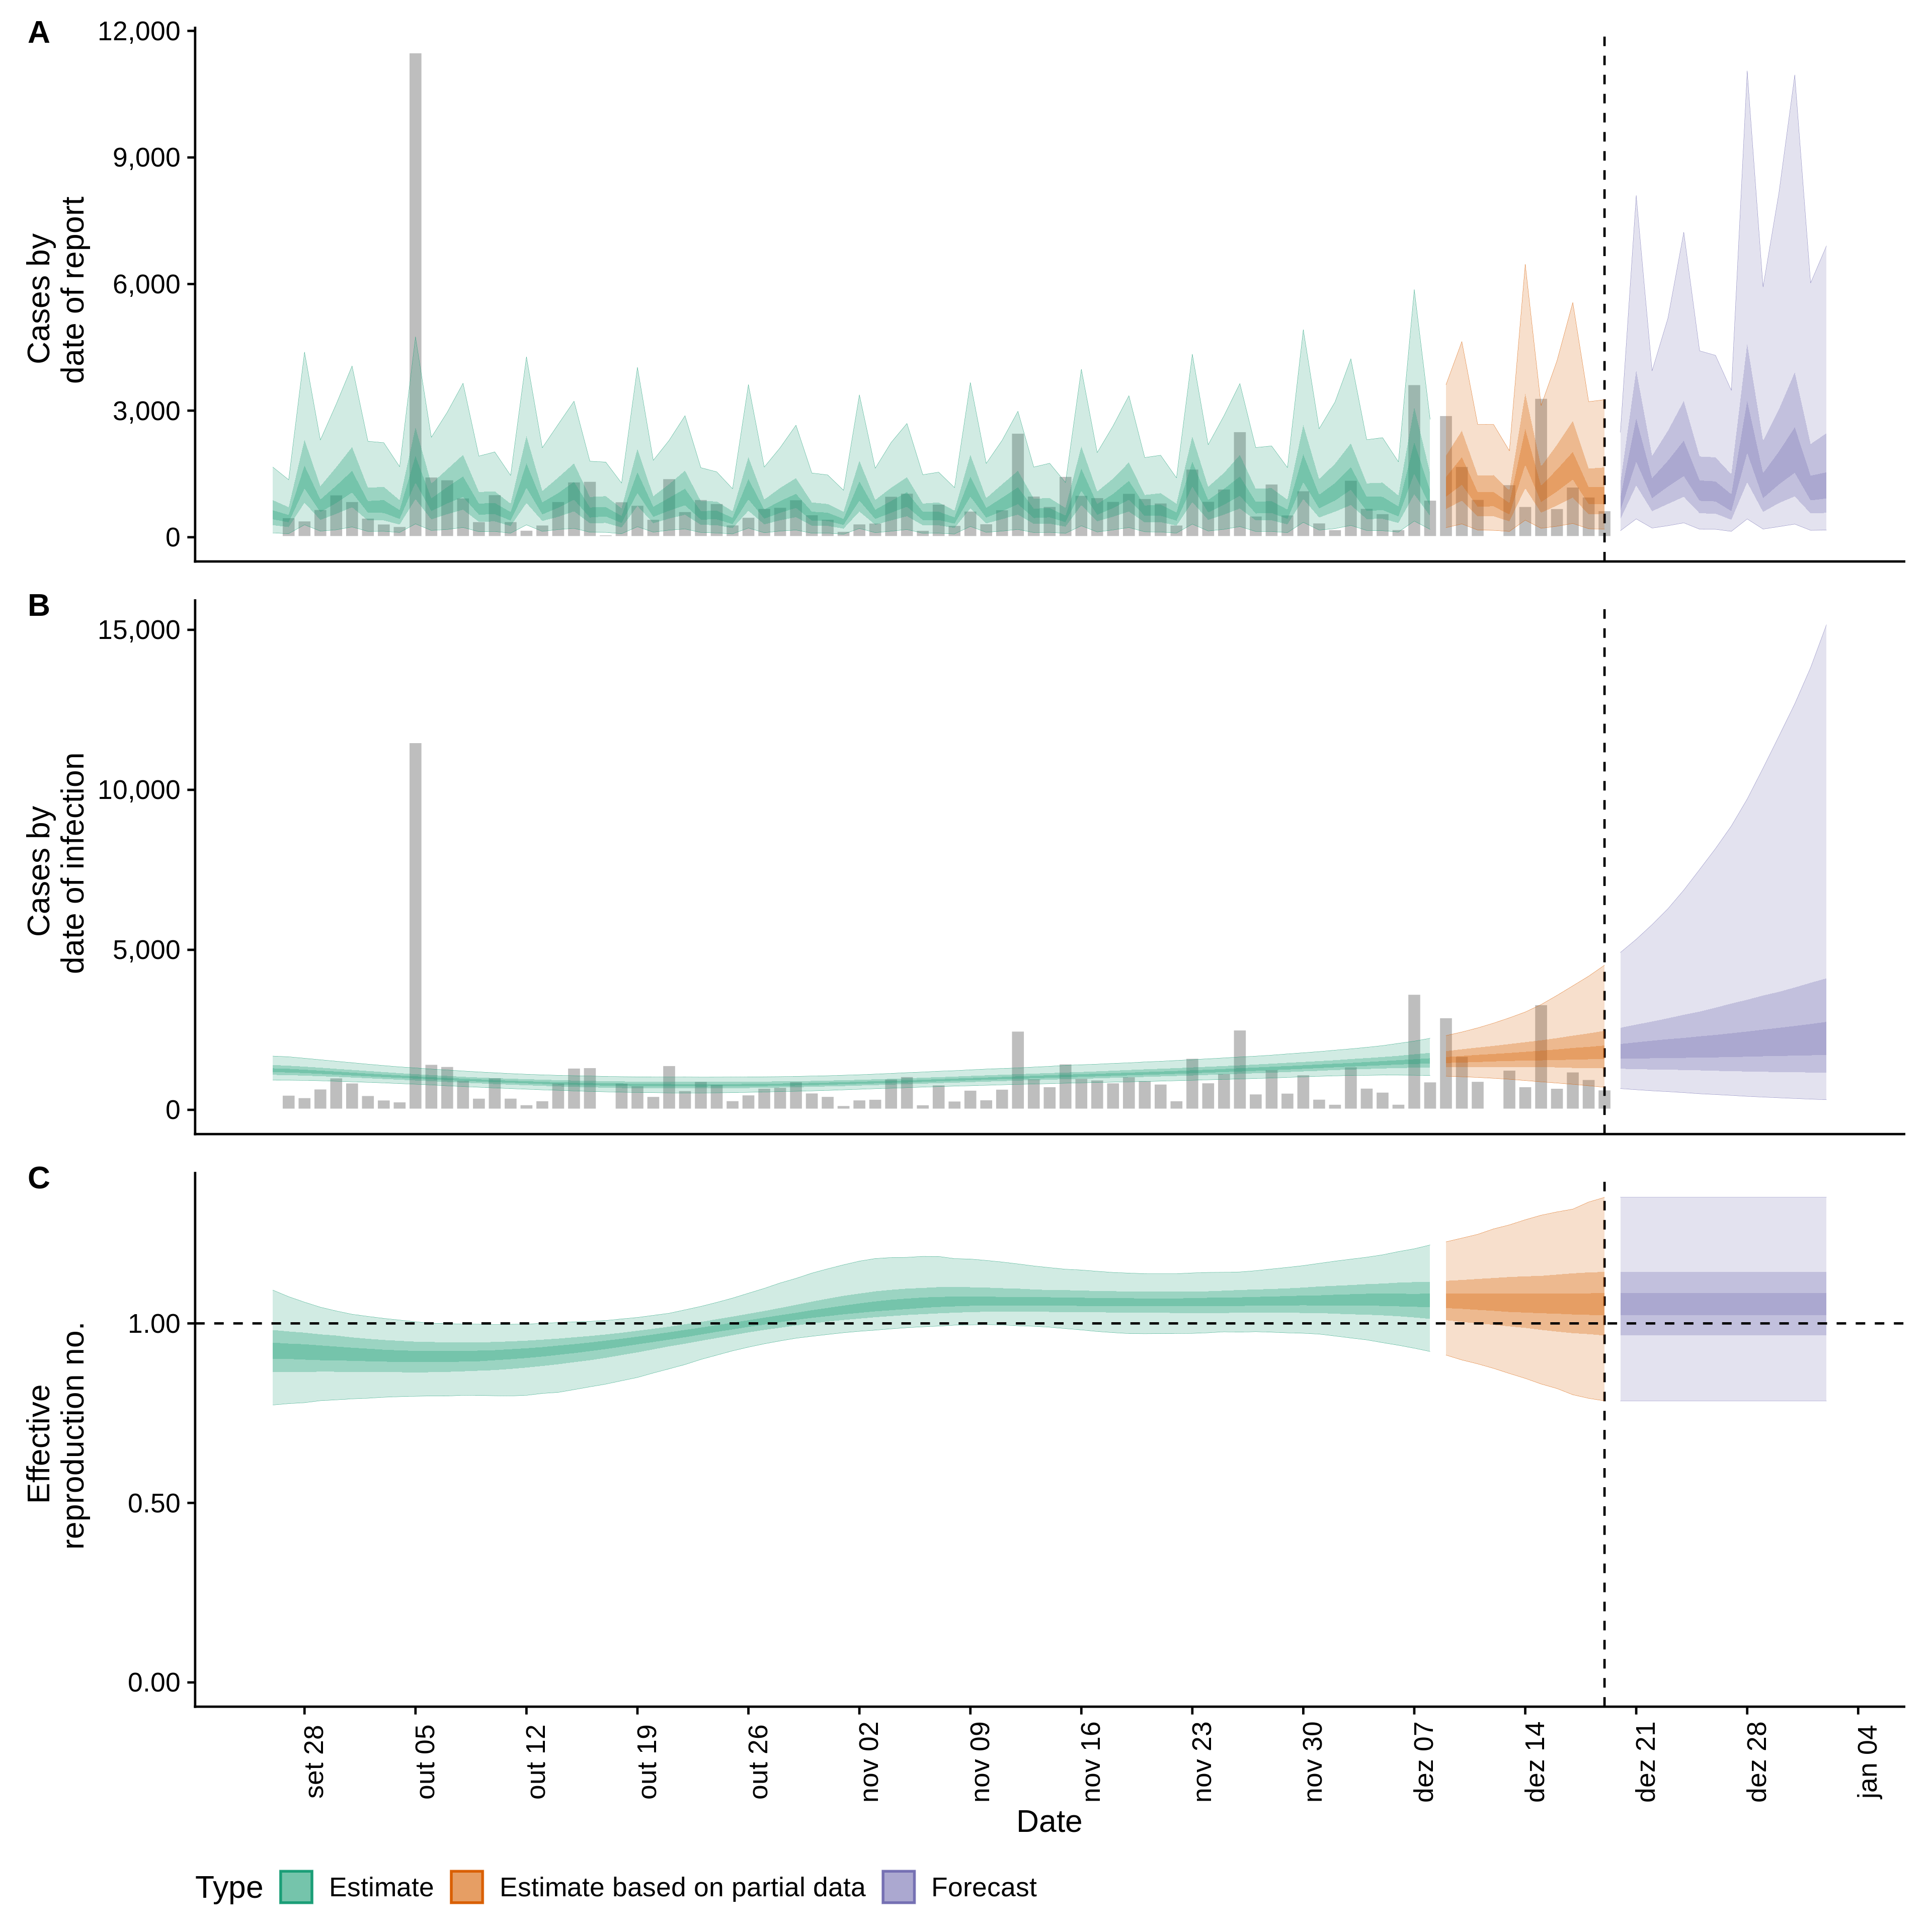 A
12,000
9,000
6,000
3,000
0
Cases by
date of report
B
15,000
10,000
5,000
0
Cases by
date of infection
C
1.00
0.50
0.00
Effective
reproduction no.
set 28
out 05
out 12
out 19
out 26
nov 02
nov 09
nov 16
nov 23
nov 30
dez 07
dez 14
dez 21
dez 28
jan 04
Date
Type Estimate Estimate based on partial data Forecast